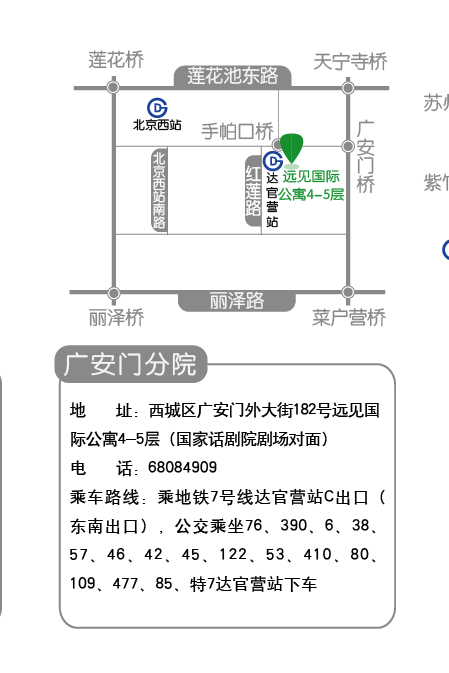 莲花桥
莲花池东路
天宁寺桥
苏州
北京西站
手帕口桥
广安门桥
北京西站南路
红莲路
达官营站
远见国际
公寓4-5层
紫竹
丽泽桥
丽泽路
菜户营桥
广安门分院
地 址：西城区广安门外大街182号远见国
际公寓4-5层（国家话剧院剧场对面）
电 话：68084909
乘车路线：乘地铁7号线达官营站C出口（
东南出口），公交乘坐76、390、6、38、
57、46、42、45、122、53、410、80、
109、477、85、特7达官营站下车